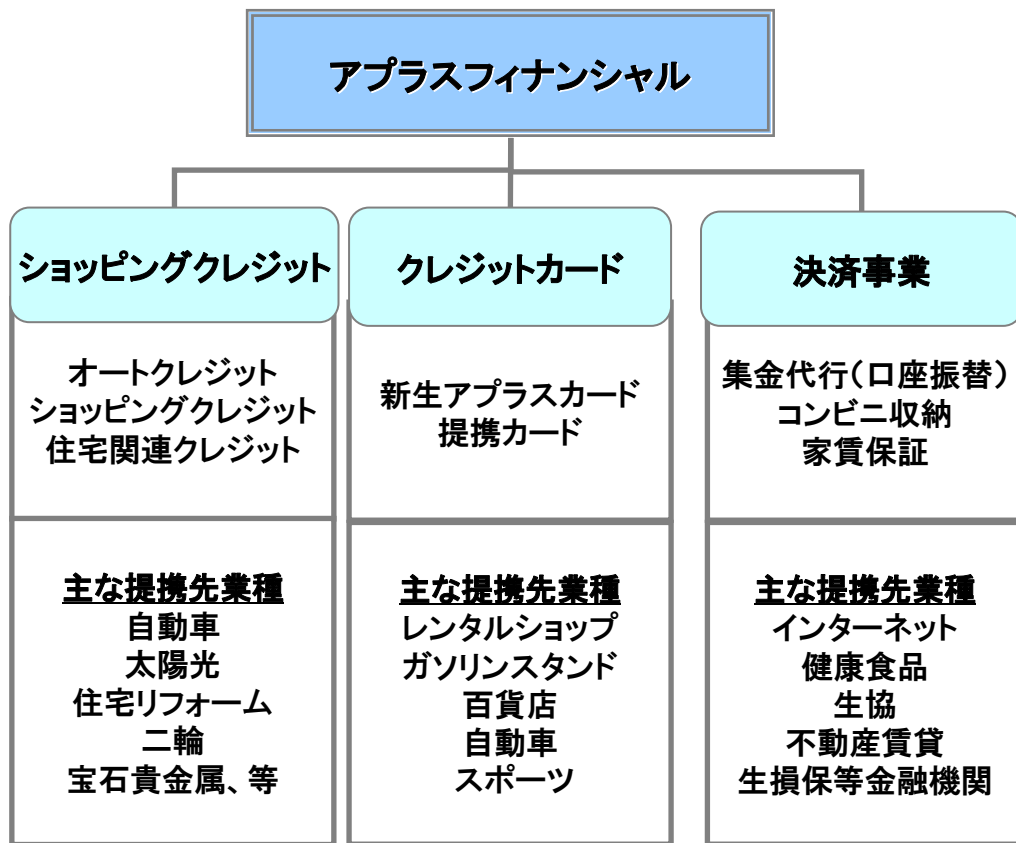 アプラスフィナンシャル
ショッピングクレジット
オートクレジット
ショッピングクレジット
住宅関連クレジット
主な提携先業種
自動車
太陽光
住宅リフォーム
二輪
宝石貴金属、等
クレジットカード
新生アプラスカード
提携カード
主な提携先業種
レンタルショップ
ガソリンスタンド
百貨店
自動車
スポーツ
決済事業
集金代行（口座振替）
コンビニ収納
家賃保証
主な提携先業種
インターネット
健康食品
生協
不動産賃貸
生損保等金融機関